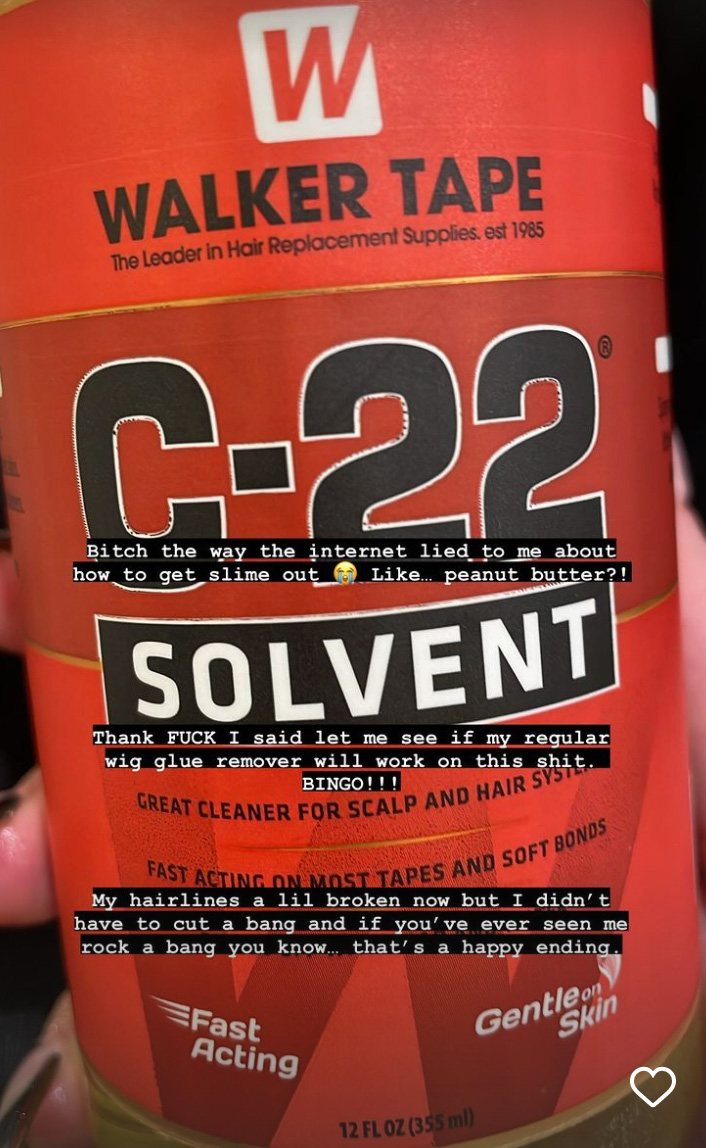 W
WALKER TAPE
The Leader in Hair Replacement Supplies. est 1985
C-22®
Bitch the way the internet lied to me about
how to get slime out 😭 Like… peanut butter?!
SOLVENT
Thank FUCK I said let me see if my regular
wig glue remover will work on this shit.
BINGO!!!
GREAT CLEANER FOR SCALP AND HAIR
FAST ACTING ON MOST TAPES AND SOFT BONDS
My hairlines a lil broken now but I didn’t
have to cut a bang and if you’ve ever seen me
rock a bang you know… that’s a happy ending.
Fast
Acting
Gentle on
Skin
12 FL OZ (355 ml)